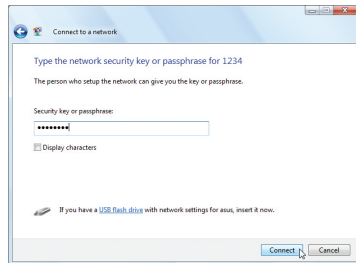 Connect to a network
Type the network security key or passphrase for 1234
The person who setup the network can give you the key or passphrase.
Security key or passphrase:
••••••••
Display characters
If you have a USB flash drive with network settings for asus, insert it now.
Connect
Cancel